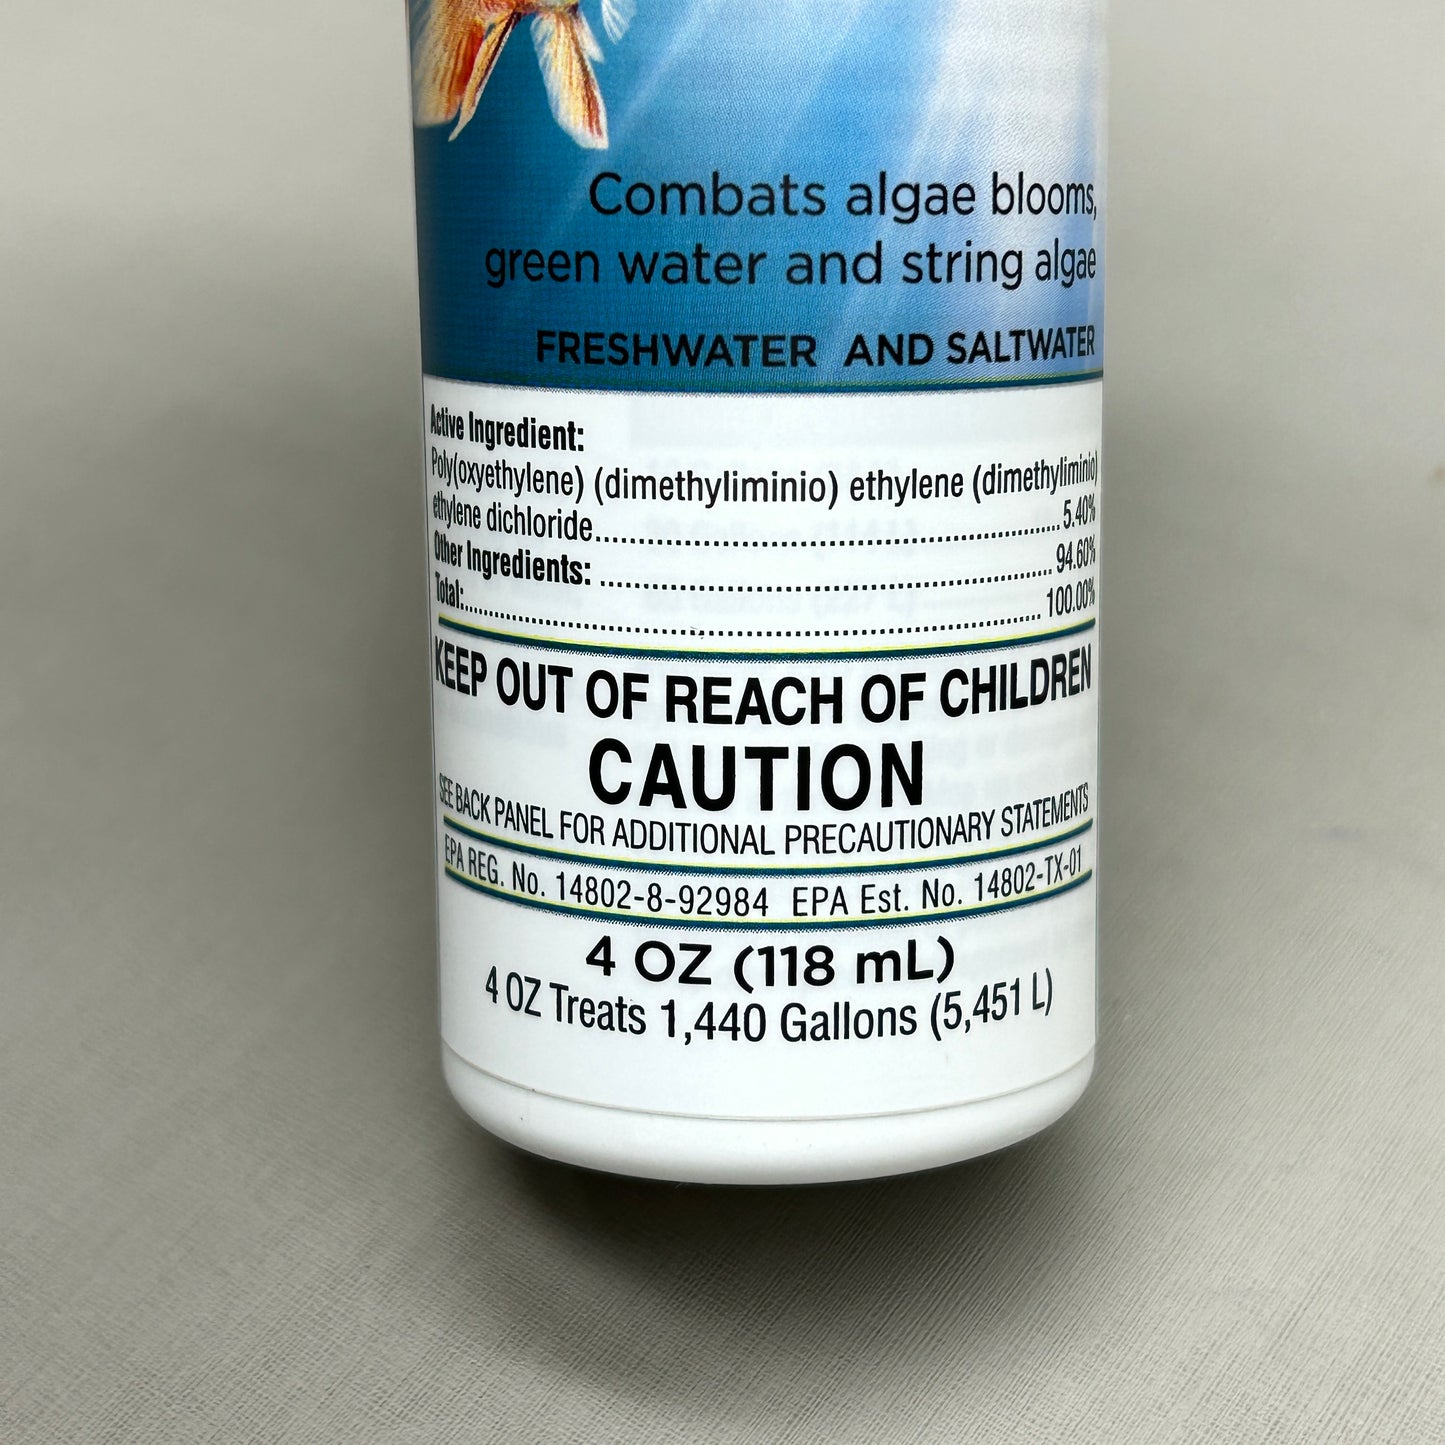 Combats algae blooms,
green water and string algae
FRESHWATER AND SALTWATER
Active Ingredient:
Poly(oxyethylene) (dimethyliminio) ethylene (dimethyliminio)
ethylene dichloride.......................................................... 5.40%
Other Ingredients: .......................................................... 94.60%
Total:.......................................................................... 100.00%
KEEP OUT OF REACH OF CHILDREN
CAUTION
SEE BACK PANEL FOR ADDITIONAL PRECAUTIONARY STATEMENTS
EPA REG. No. 14802-8-92984 EPA Est. No. 14802-TX-01
4 OZ (118 mL)
4 OZ Treats 1,440 Gallons (5,451 L)